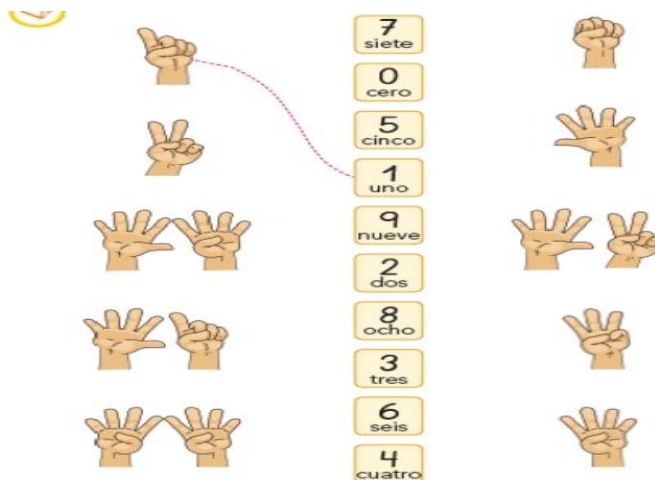 7
siete
0
cero
5
cinco
1
uno
9
nueve
2
dos
8
ocho
3
tres
6
seis
4
cuatro